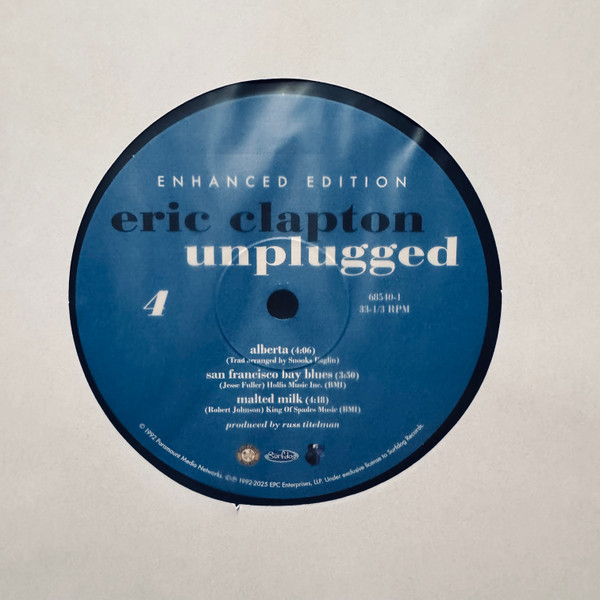 ENHANCED EDITION
eric clapton
unplugged
4
68540-1
33-1/3 RPM
alberta (4:06)
(Trad arranged by Snooks Eaglin)
san francisco bay blues (3:50)
(Jesse Fuller) Hollis Music Inc. (BMI)
malted milk (4:18)
(Robert Johnson) King Of Spades Music (BMI)
produced by russ titelman
Surfdog
© 1992 Paramount Media Networks ©℗ 1992-2025 EPC Enterprises, LLP. Under exclusive license to Surfdog Records.